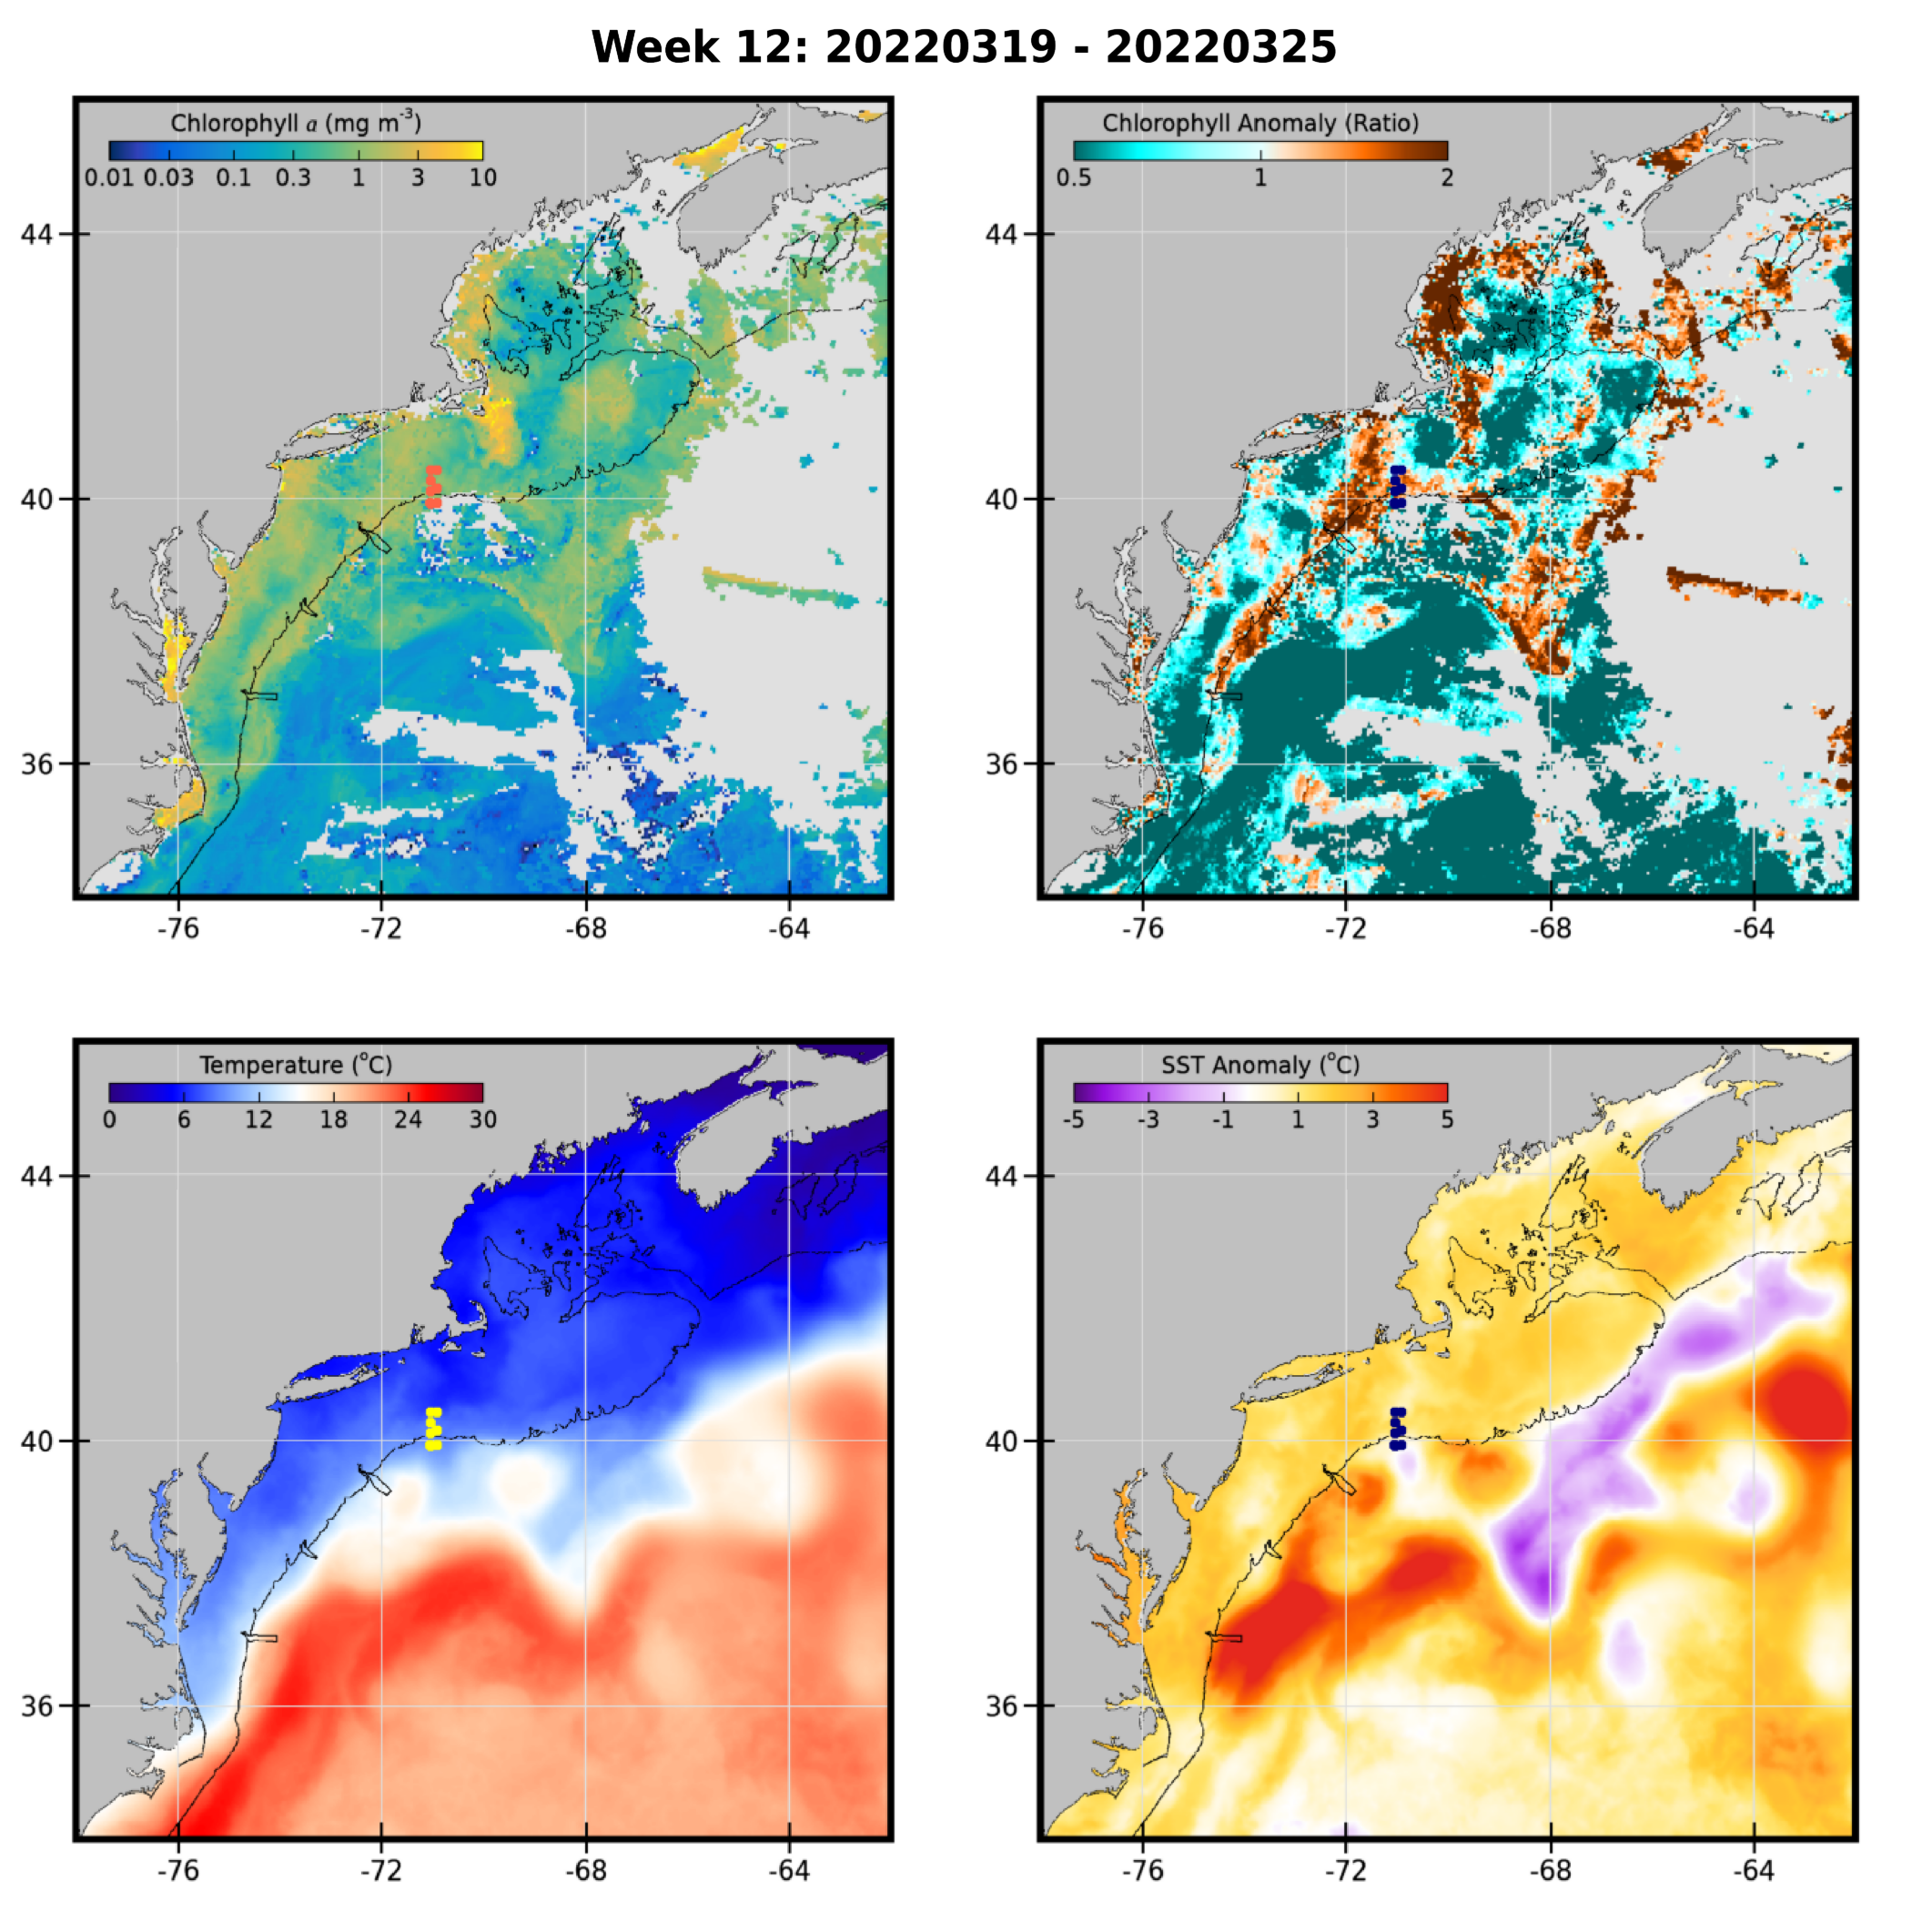 Week 12: 20220319 - 20220325
Chlorophyll a (mg m-3)
0.01 0.03 0.1 0.3 1 3 10
44
40
36
-76 -72 -68 -64
Chlorophyll Anomaly (Ratio)
0.5 1 2
44
40
36
-76 -72 -68 -64
Temperature (oC)
0 6 12 18 24 30
44
40
36
-76 -72 -68 -64
SST Anomaly (oC)
-5 -3 -1 1 3 5
44
40
36
-76 -72 -68 -64